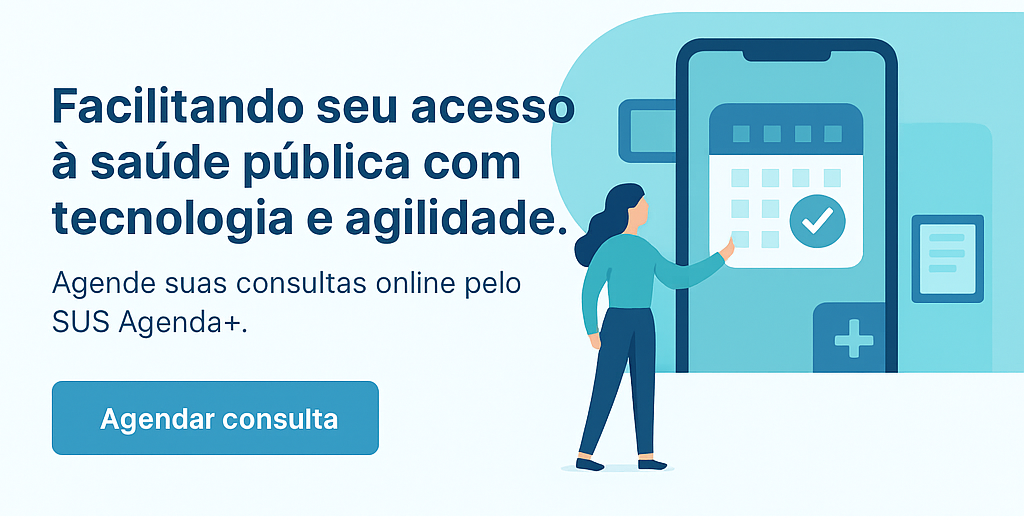 Facilitando seu acesso
à saúde pública com
tecnologia e agilidade.
Agende suas consultas online pelo
SUS Agenda+.
Agendar consulta